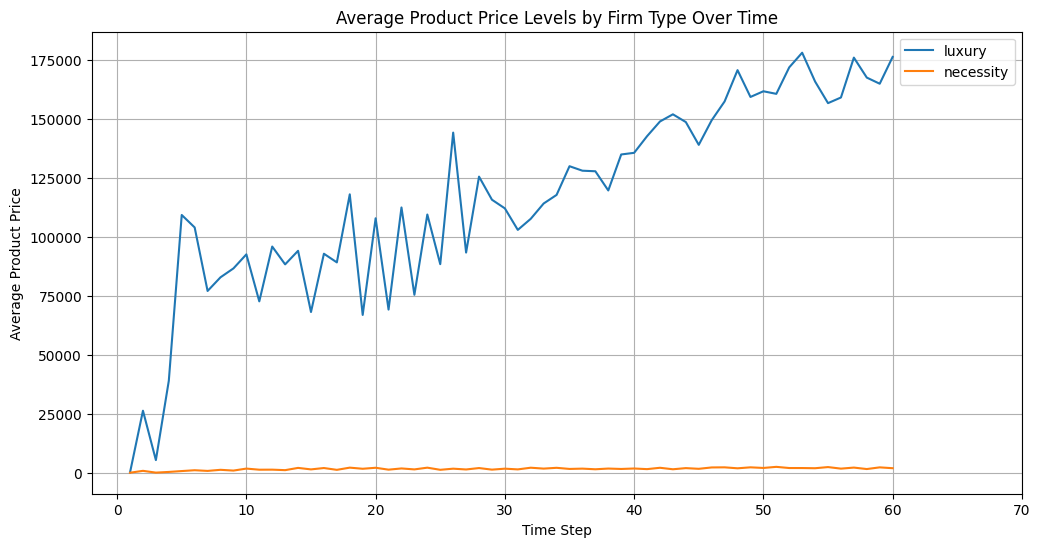 Average Product Price Levels by Firm Type Over Time
luxury
necessity
Average Product Price
175000
150000
125000
100000
75000
50000
25000
0
0 10 20 30 40 50 60 70
Time Step